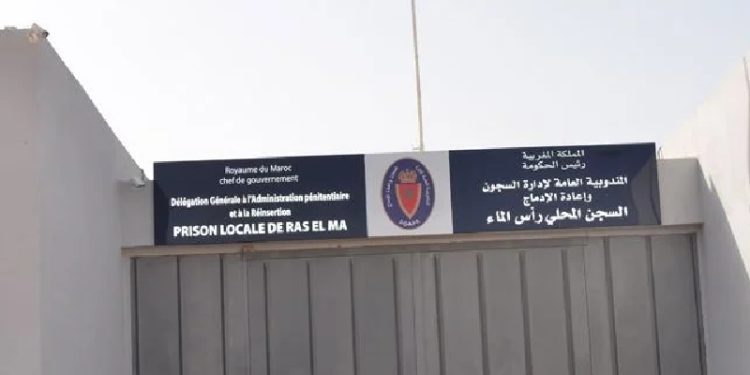 Royaume du Maroc
chef de gouvernement
Délégation Générale à l'Administration pénitentiaire
et à la Réinsertion
PRISON LOCALE DE RAS EL MA
المملكة المغربية
رئيس الحكومة
المندوبية العامة لإدارة السجون
وإعادة الإدماج
السجن المحلي رأس الماء